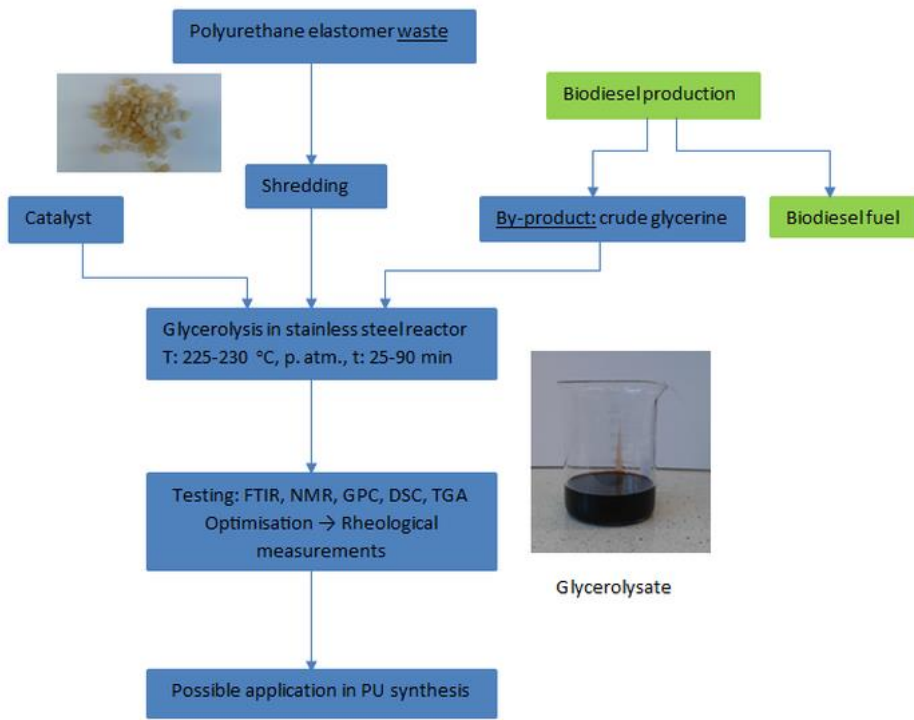 Polyurethane elastomer waste
Biodiesel production
Shredding
Catalyst
By-product: crude glycerine
Biodiesel fuel
Glycerolysis in stainless steel reactor
T: 225-230 °C, p. atm., t: 25-90 min
Testing: FTIR, NMR, GPC, DSC, TGA
Optimisation → Rheological
measurements
Glycerolysate
Possible application in PU synthesis